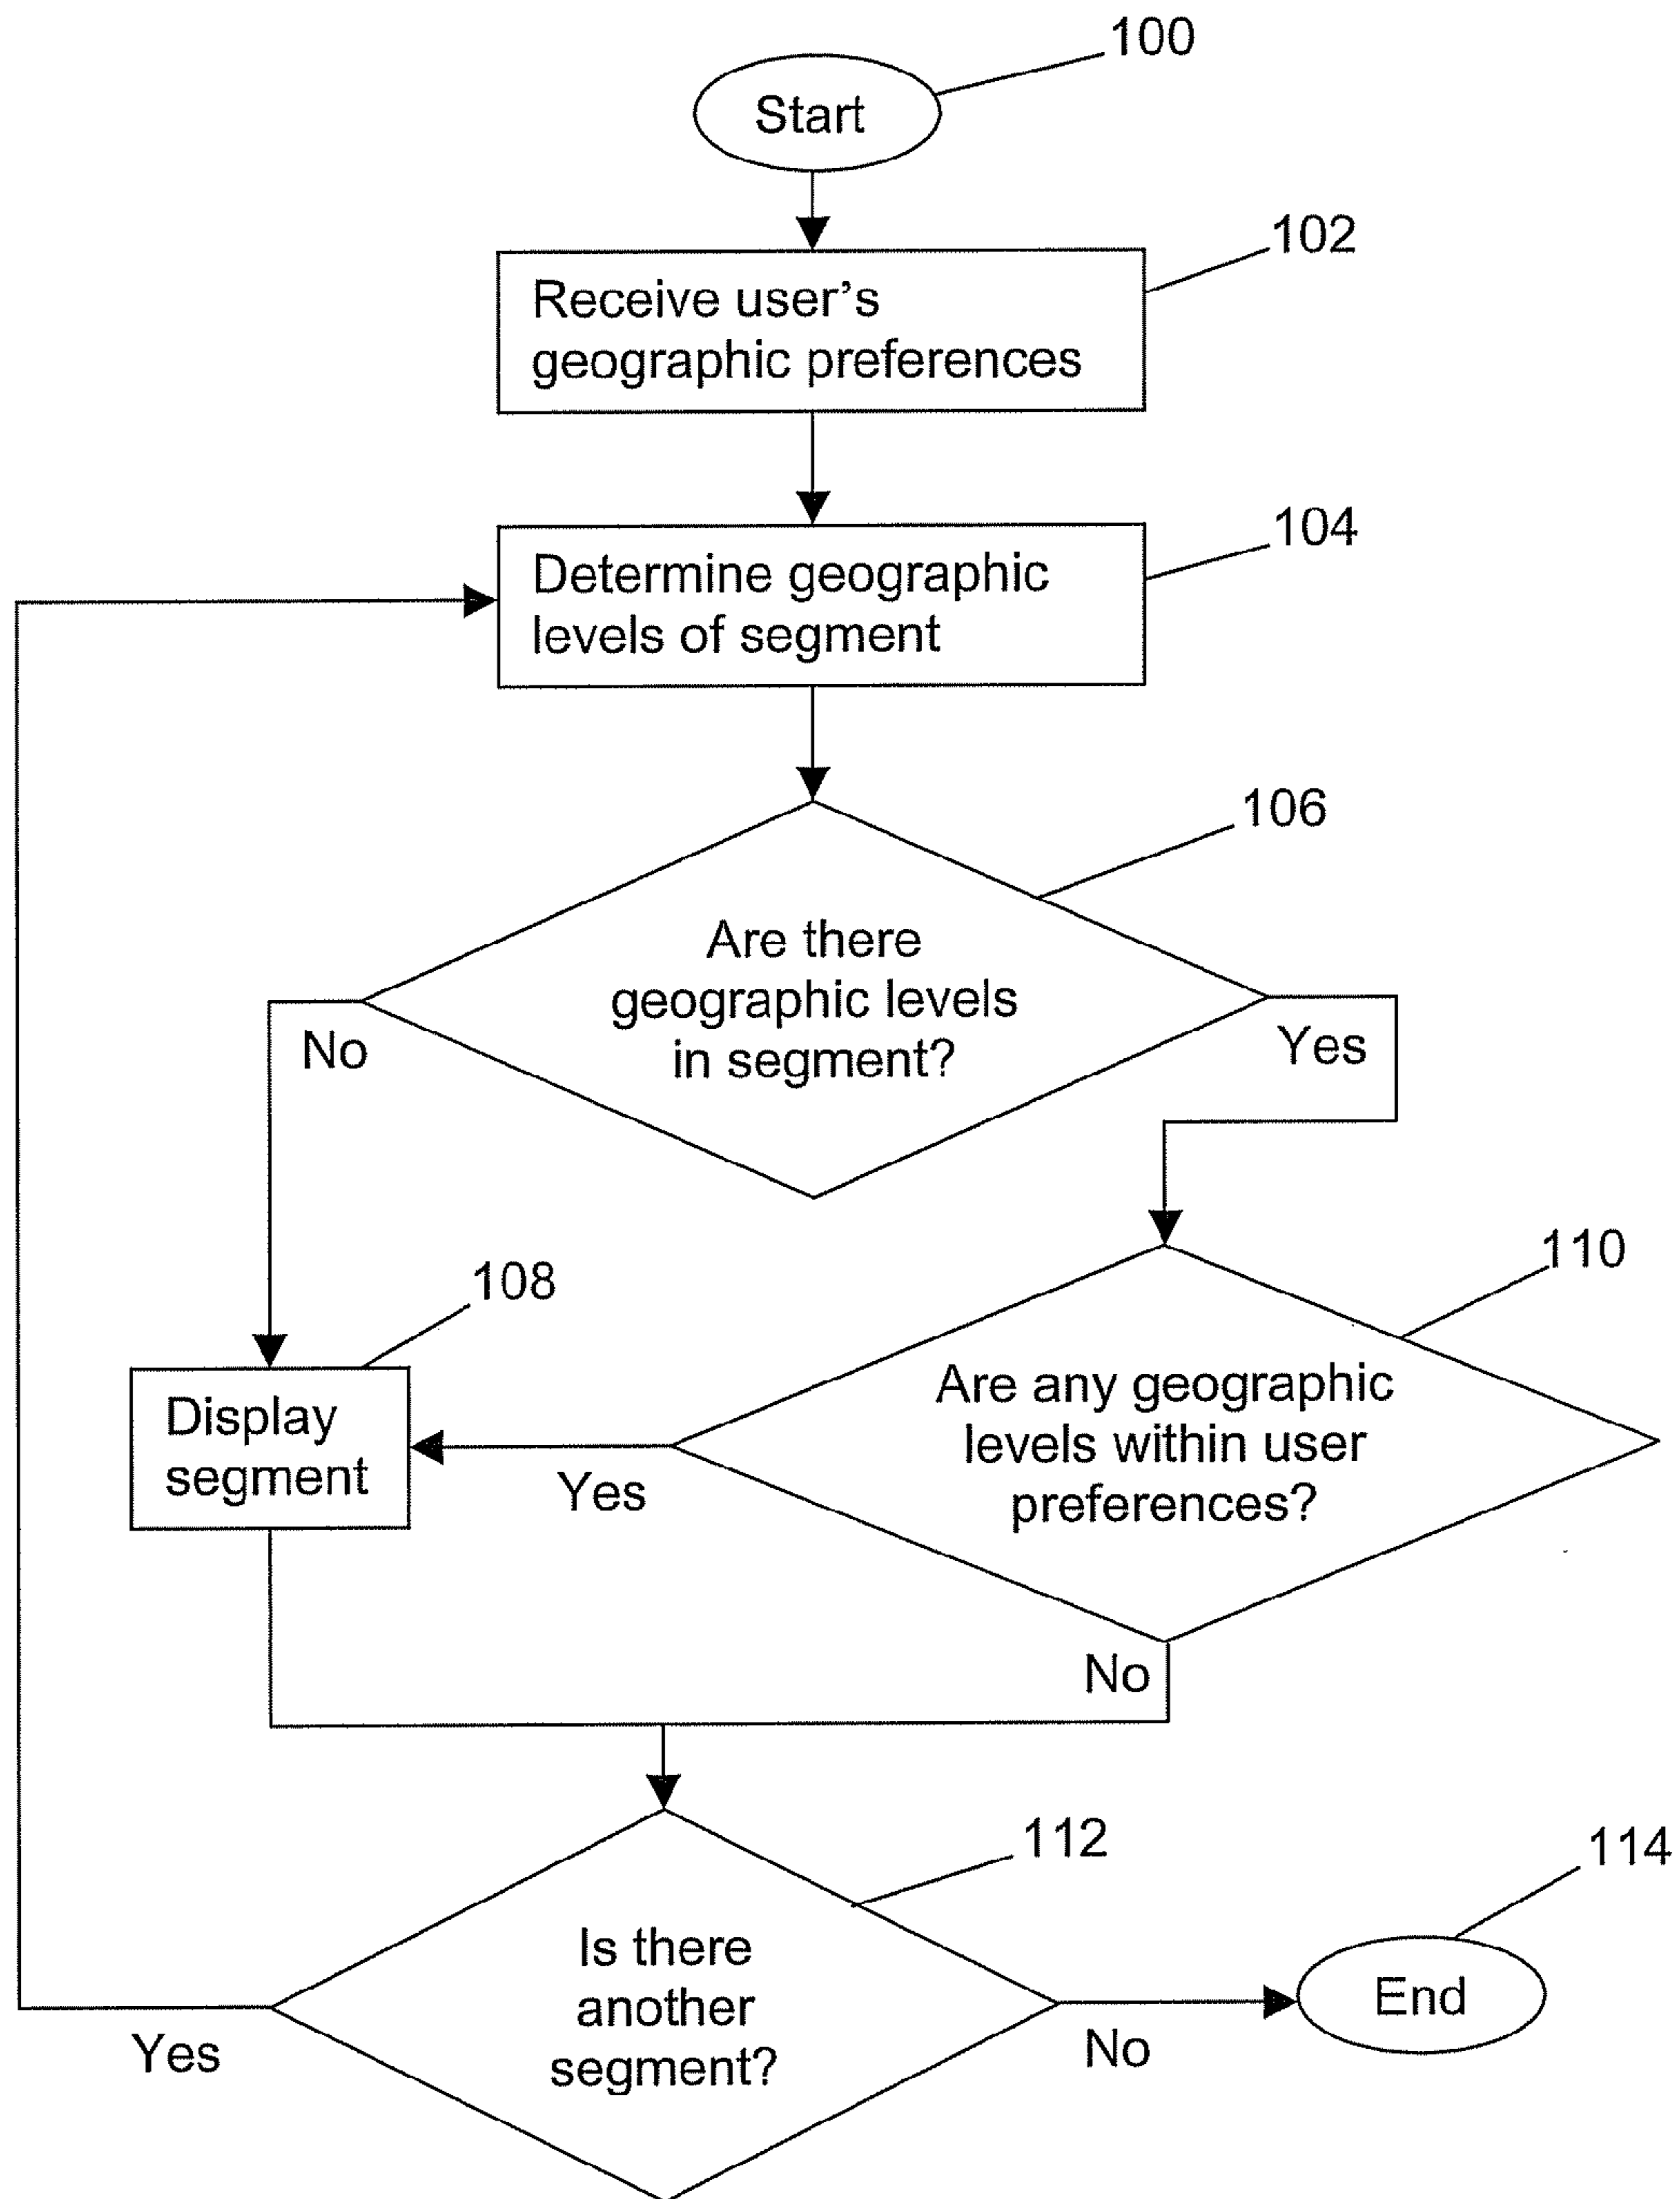 100
Start
102
Receive user's
geographic preferences
104
Determine geographic
levels of segment
106
Are there
geographic levels
in segment?
No
Yes
110
108
Are any geographic
levels within user
preferences?
Display
segment
Yes
No
112
114
Is there
another
segment?
End
Yes
No